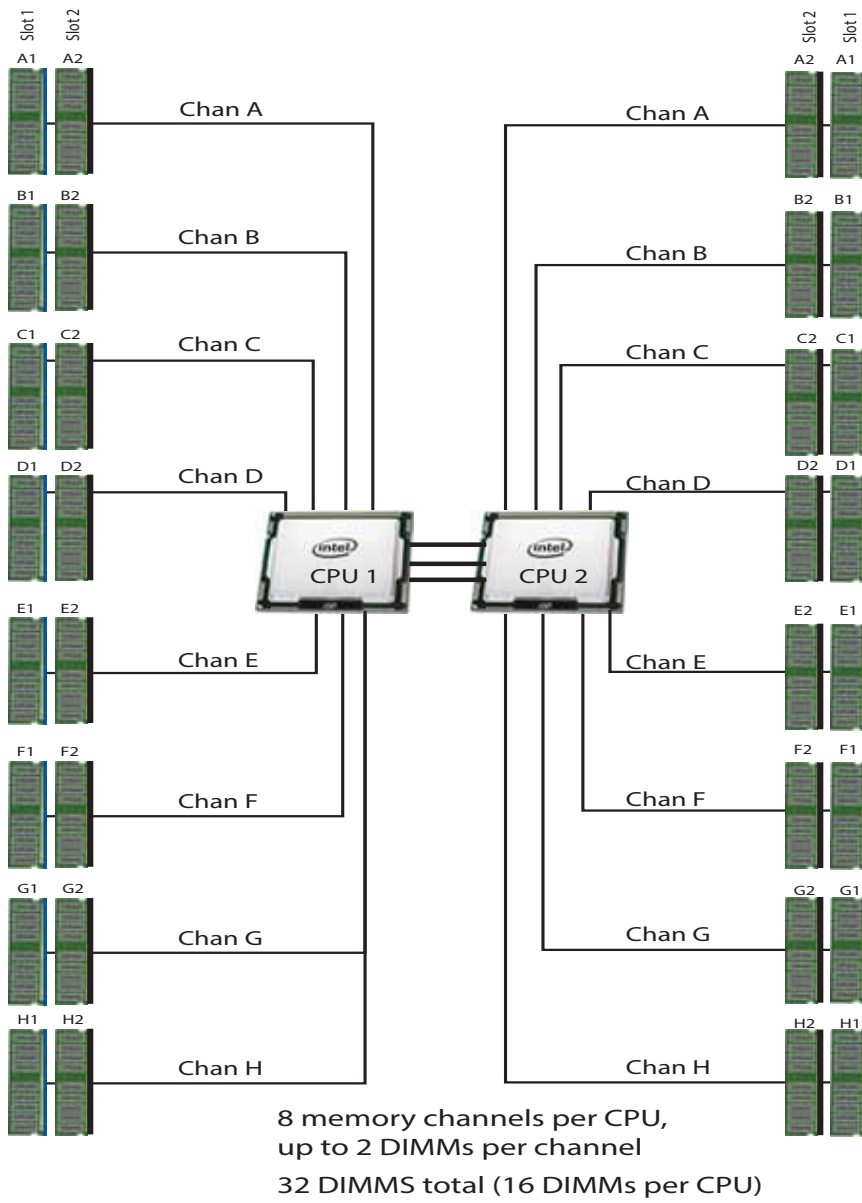 Slot 1 Slot 2 Slot 2 Slot 1
A1 A2 A2 A1
Chan A Chan A
B1 B2 B2 B1
Chan B Chan B
C1 C2 C2 C1
Chan C Chan C
D1 D2 D2 D1
Chan D Chan D
intel intel
CPU 1 CPU 2
E1 E2 E2 E1
Chan E Chan E
F1 F2 F2 F1
Chan F Chan F
G1 G2 G2 G1
Chan G Chan G
H1 H2 H2 H1
Chan H Chan H
8 memory channels per CPU,
up to 2 DIMMs per channel
32 DIMMS total (16 DIMMs per CPU)